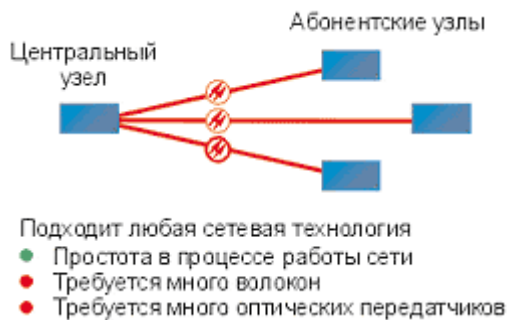 Абонентские узлы
Центральный
узел
Подходит любая сетевая технология
Простота в процессе работы сети
Требуется много волокон
Требуется много оптических передатчиков